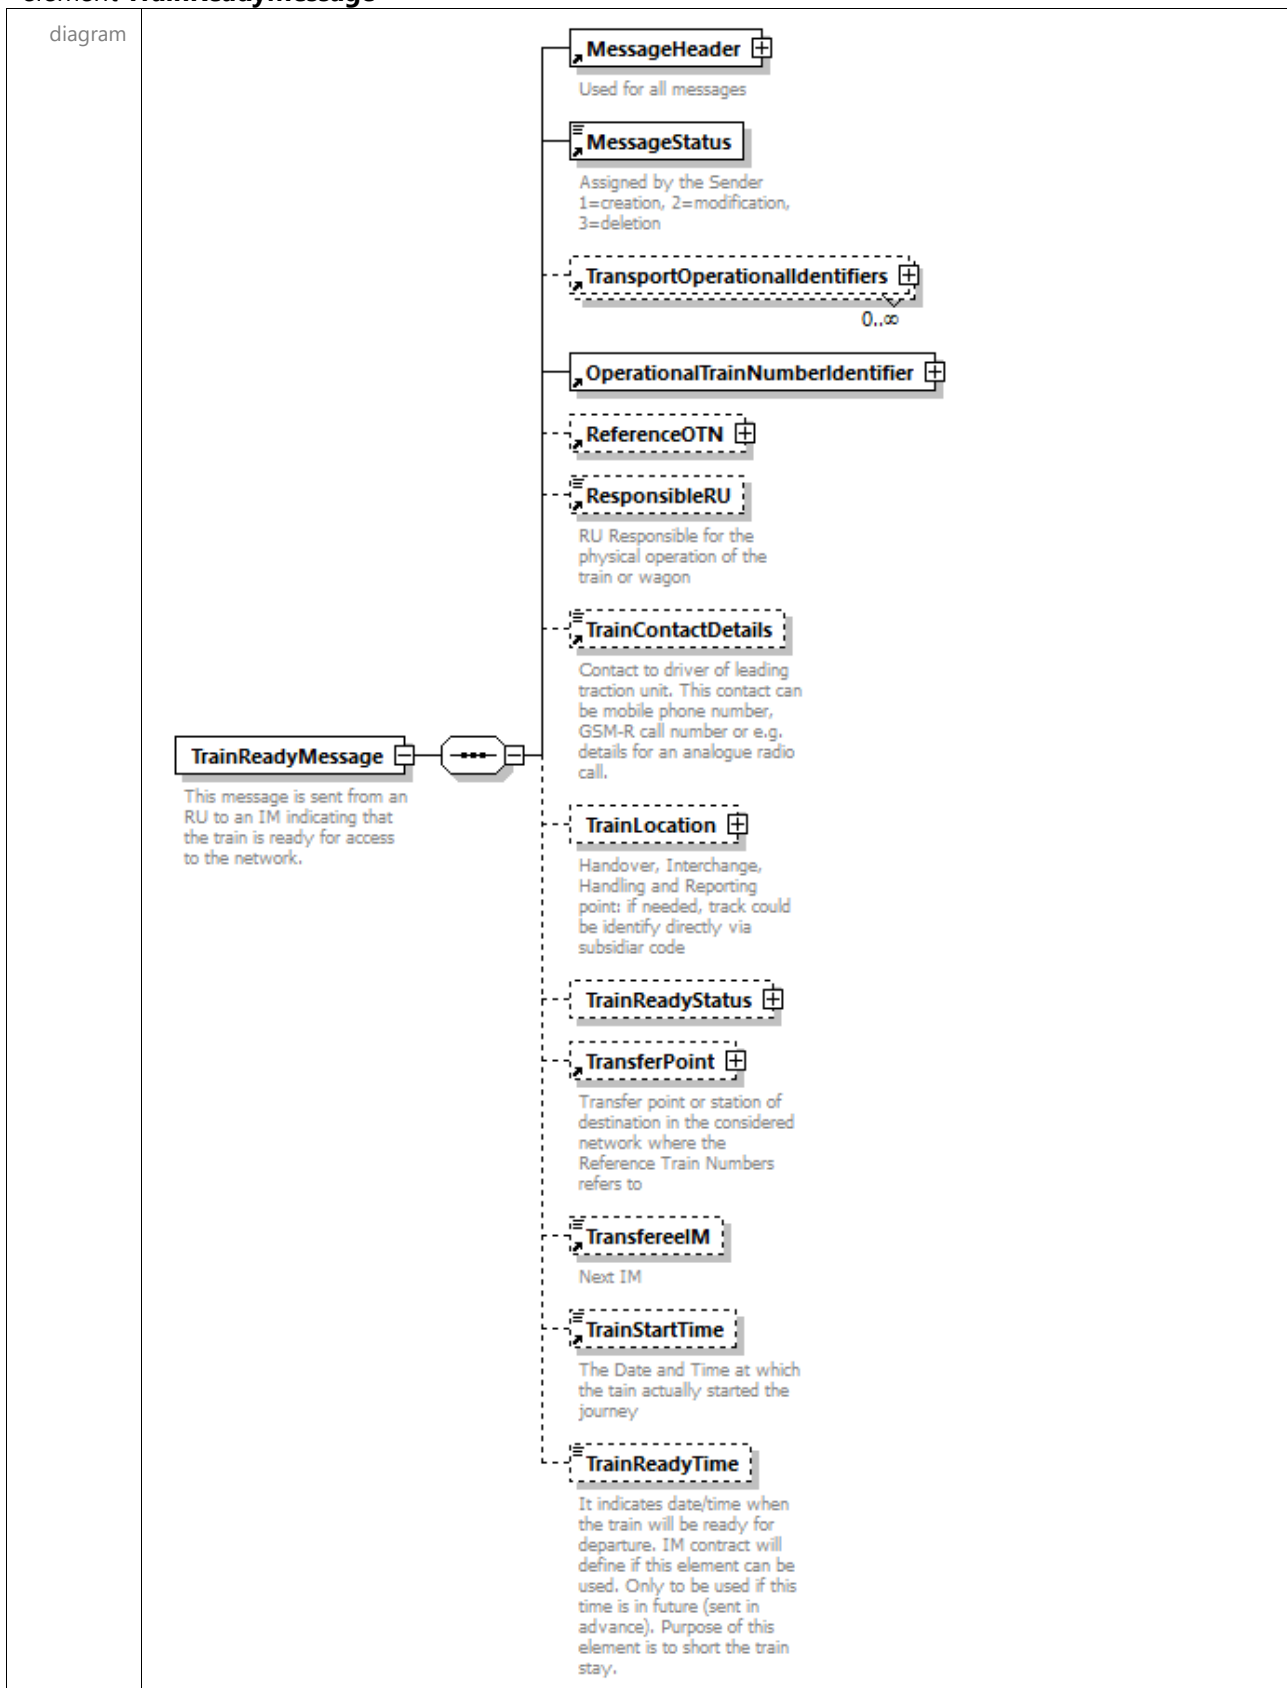 element TrainReadyMessage
diagram
MessageHeader
Used for all messages
MessageStatus
Assigned by the Sender
1=creation, 2=modification,
3=deletion
TransportOperationalIdentifiers
0..∞
OperationalTrainNumberIdentifier
ReferenceOTN
ResponsibleRU
RU Responsible for the
physical operation of the
train or wagon
TrainContactDetails
Contact to driver of leading
traction unit. This contact can
be mobile phone number,
GSM-R call number or e.g.
details for an analogue radio
call.
TrainReadyMessage
This message is sent from an
RU to an IM indicating that
the train is ready for access
to the network.
TrainLocation
Handover, Interchange,
Handling and Reporting
point: if needed, track could
be identify directly via
subsidiar code
TrainReadyStatus
TransferPoint
Transfer point or station of
destination in the considered
network where the
Reference Train Numbers
refers to
TransfereeIM
Next IM
TrainStartTime
The Date and Time at which
the tain actually started the
journey
TrainReadyTime
It indicates date/time when
the train will be ready for
departure. IM contract will
define if this element can be
used. Only to be used if this
time is in future (sent in
advance). Purpose of this
element is to short the train
stay.